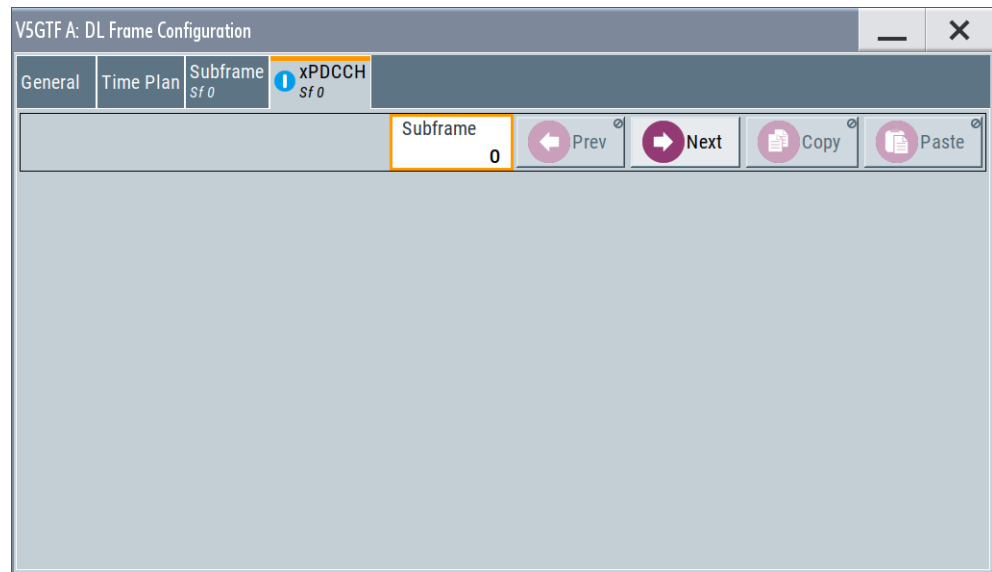 V5GTF A: DL Frame Configuration
General
Time Plan
Subframe
Sf 0
xPDCCH
Sf 0
Subframe
0
Prev
Next
Copy
Paste